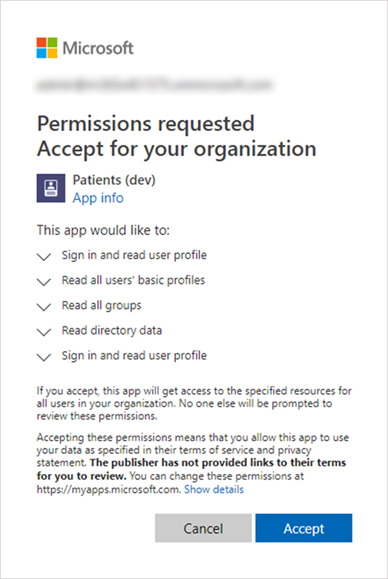 Microsoft
Permissions requested
Accept for your organization
Patients (dev)
App info
This app would like to:
Sign in and read user profile
Read all users' basic profiles
Read all groups
Read directory data
Sign in and read user profile
If you accept, this app will get access to the specified resources for
all users in your organization. No one else will be prompted to
review these permissions.
Accepting these permissions means that you allow this app to use
your data as specified in their terms of service and privacy
statement. The publisher has not provided links to their terms
for you to review. You can change these permissions at
https://myapps.microsoft.com. Show details
Cancel
Accept